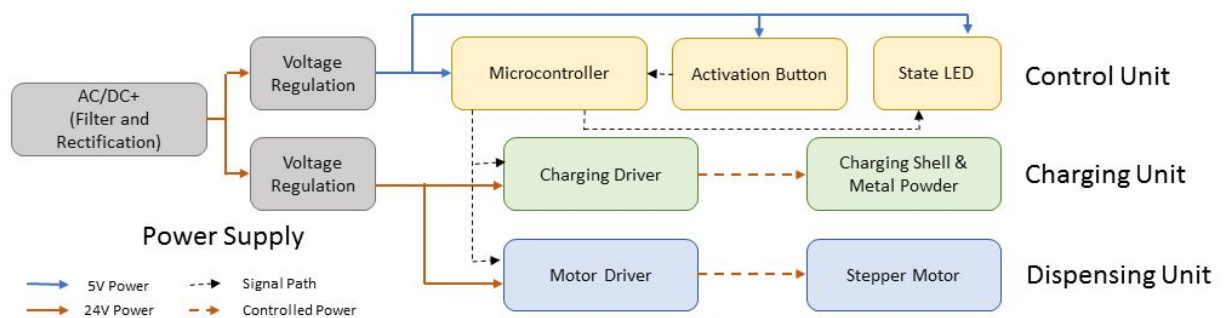 Voltage
Regulation
Microcontroller
Activation Button
State LED
Control Unit
AC/DC+
(Filter and
Rectification)
Voltage
Regulation
Charging Driver
Charging Shell &
Metal Powder
Charging Unit
Power Supply
Motor Driver
Stepper Motor
Dispensing Unit
5V Power
Signal Path
24V Power
Controlled Power